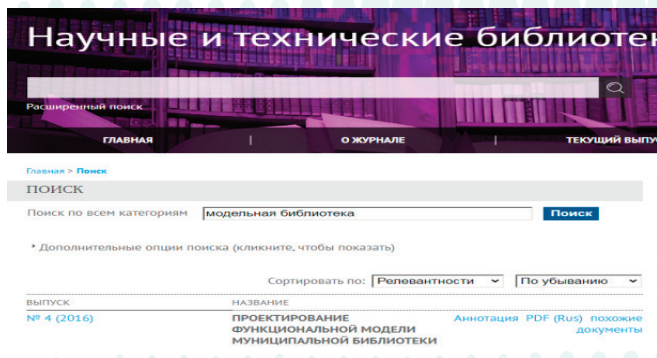 Научные и технические библиотек
Расширенный поиск
ГЛАВНАЯ | О ЖУРНАЛЕ | ТЕКУЩИЙ ВЫПУ
Главная > Поиск
ПОИСК
Поиск по всем категориям модельная библиотека Поиск
Дополнительные опции поиска (кликните, чтобы показать)
Сортировать по: Релевантности По убыванию
ВЫПУСК НАЗВАНИЕ
№ 4 (2016) ПРОЕКТИРОВАНИЕ Аннотация PDF (Rus) похожие
ФУНКЦИОНАЛЬНОЙ МОДЕЛИ документы
МУНИЦИПАЛЬНОЙ БИБЛИОТЕКИ